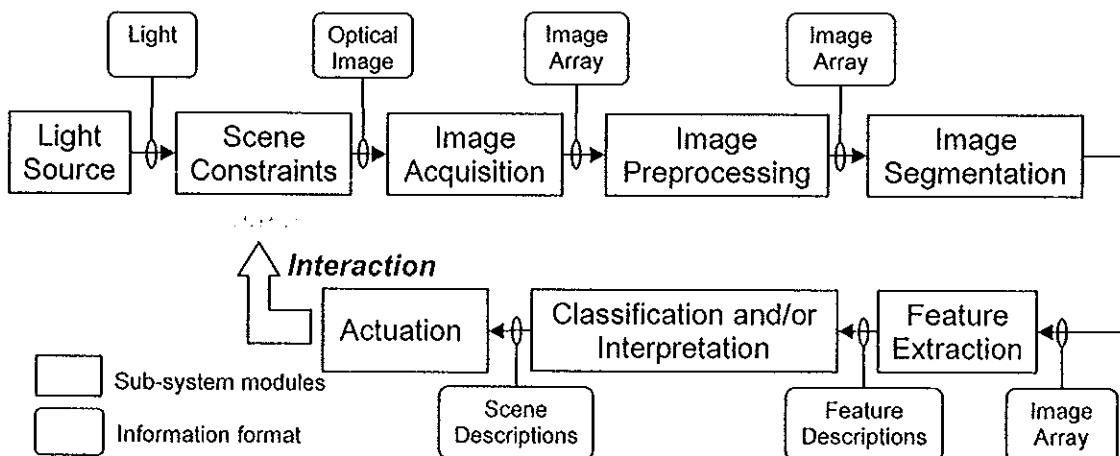 Light
Optical
Image
Image
Array
Image
Array
Light
Source
Scene
Constraints
Image
Acquisition
Image
Preprocessing
Image
Segmentation
Interaction
Actuation
Classification and/or
Interpretation
Feature
Extraction
Sub-system modules
Information format
Scene
Descriptions
Feature
Descriptions
Image
Array